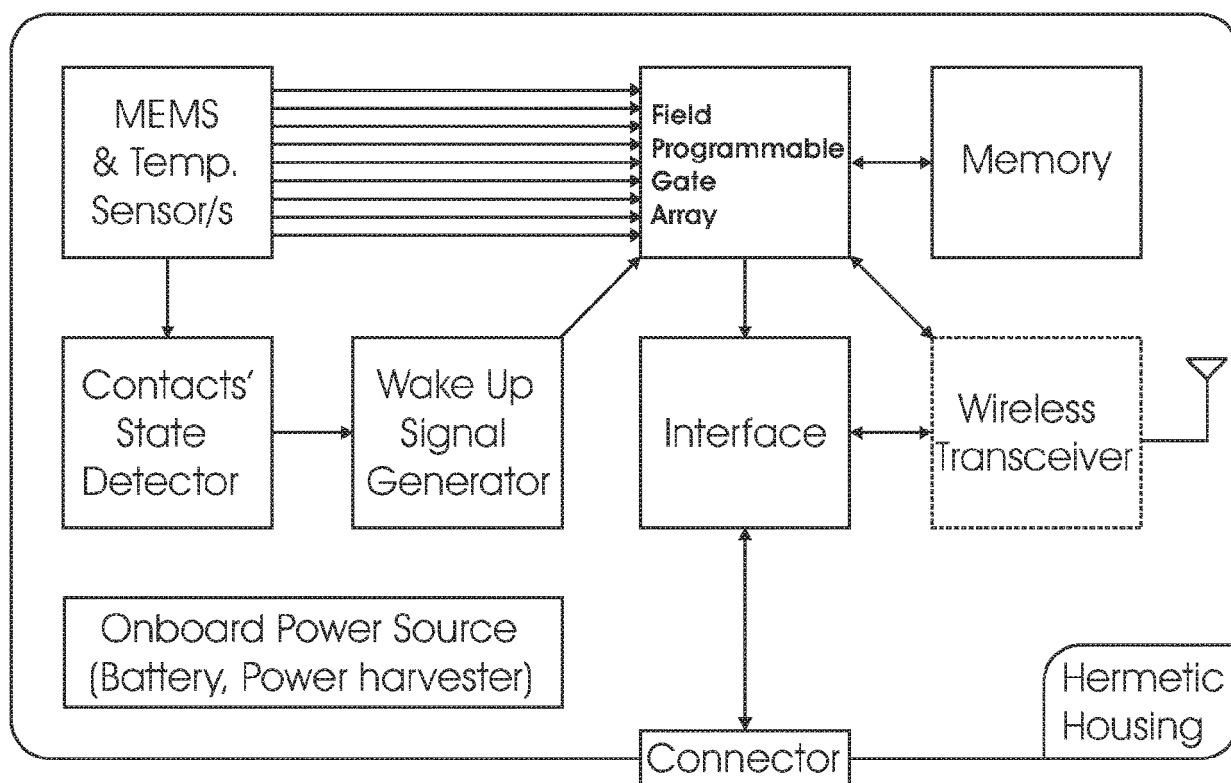 MEMS
& Temp.
Sensor/s
Field
Programmable
Gate
Array
Memory
Contacts'
State
Detector
Wake Up
Signal
Generator
Interface
Wireless
Transceiver
Onboard Power Source
(Battery, Power harvester)
Hermetic
Housing
Connector